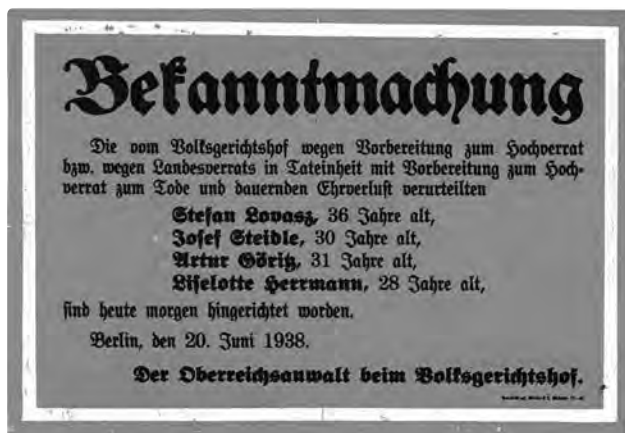 Bekanntmachung
Die vom Volksgerichtshof wegen Vorbereitung zum Hochverrat
bzw. wegen Landesverrats in Tateinheit mit Vorbereitung zum Hoch-
verrat zum Tode und dauernden Ehrverlust verurteilten
Stefan Lovasz, 36 Jahre alt,
Josef Steidle, 30 Jahre alt,
Artur Göritz, 31 Jahre alt,
Liselotte Herrmann, 28 Jahre alt,
sind heute morgen hingerichtet worden.
Berlin, den 20. Juni 1938.
Der Oberreichsanwalt beim Volksgerichtshof.